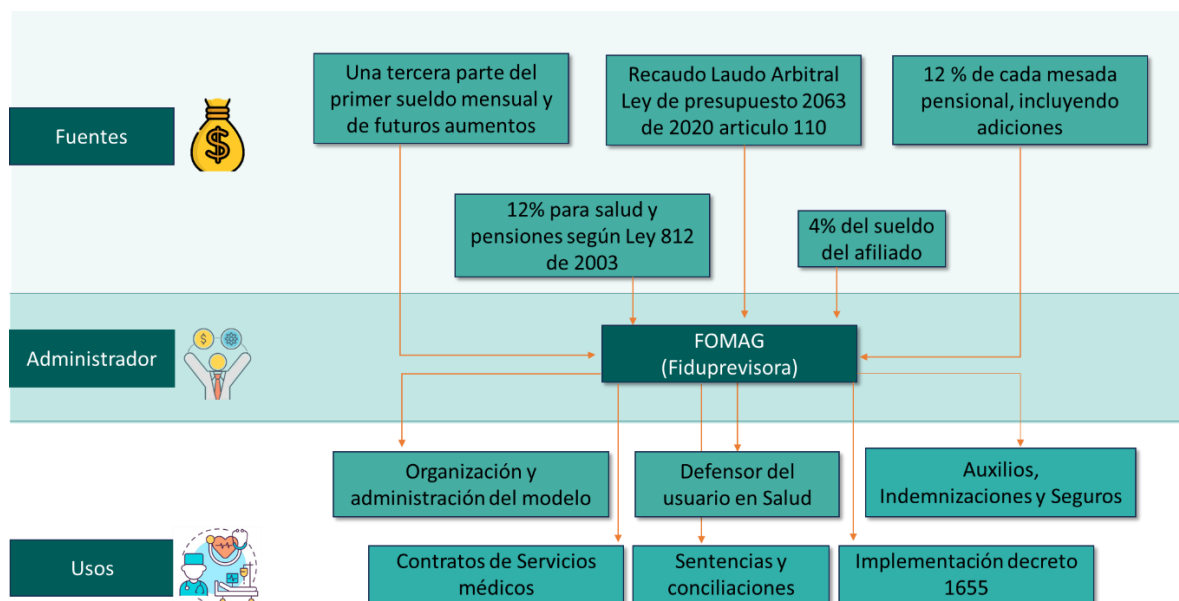 Fuentes
Una tercera parte del
primer sueldo mensual y
de futuros aumentos
Recaudo Laudo Arbitral
Ley de presupuesto 2063
de 2020 articulo 110
12 % de cada mesada
pensional, incluyendo
adiciones
12% para salud y
pensiones según Ley 812
de 2003
4% del sueldo
del afiliado
Administrador
FOMAG
(Fiduprevisora)
Usos
Organización y
administración del modelo
Defensor del
usuario en Salud
Auxilios,
Indemnizaciones y Seguros
Contratos de Servicios
médicos
Sentencias y
conciliaciones
Implementación decreto
1655